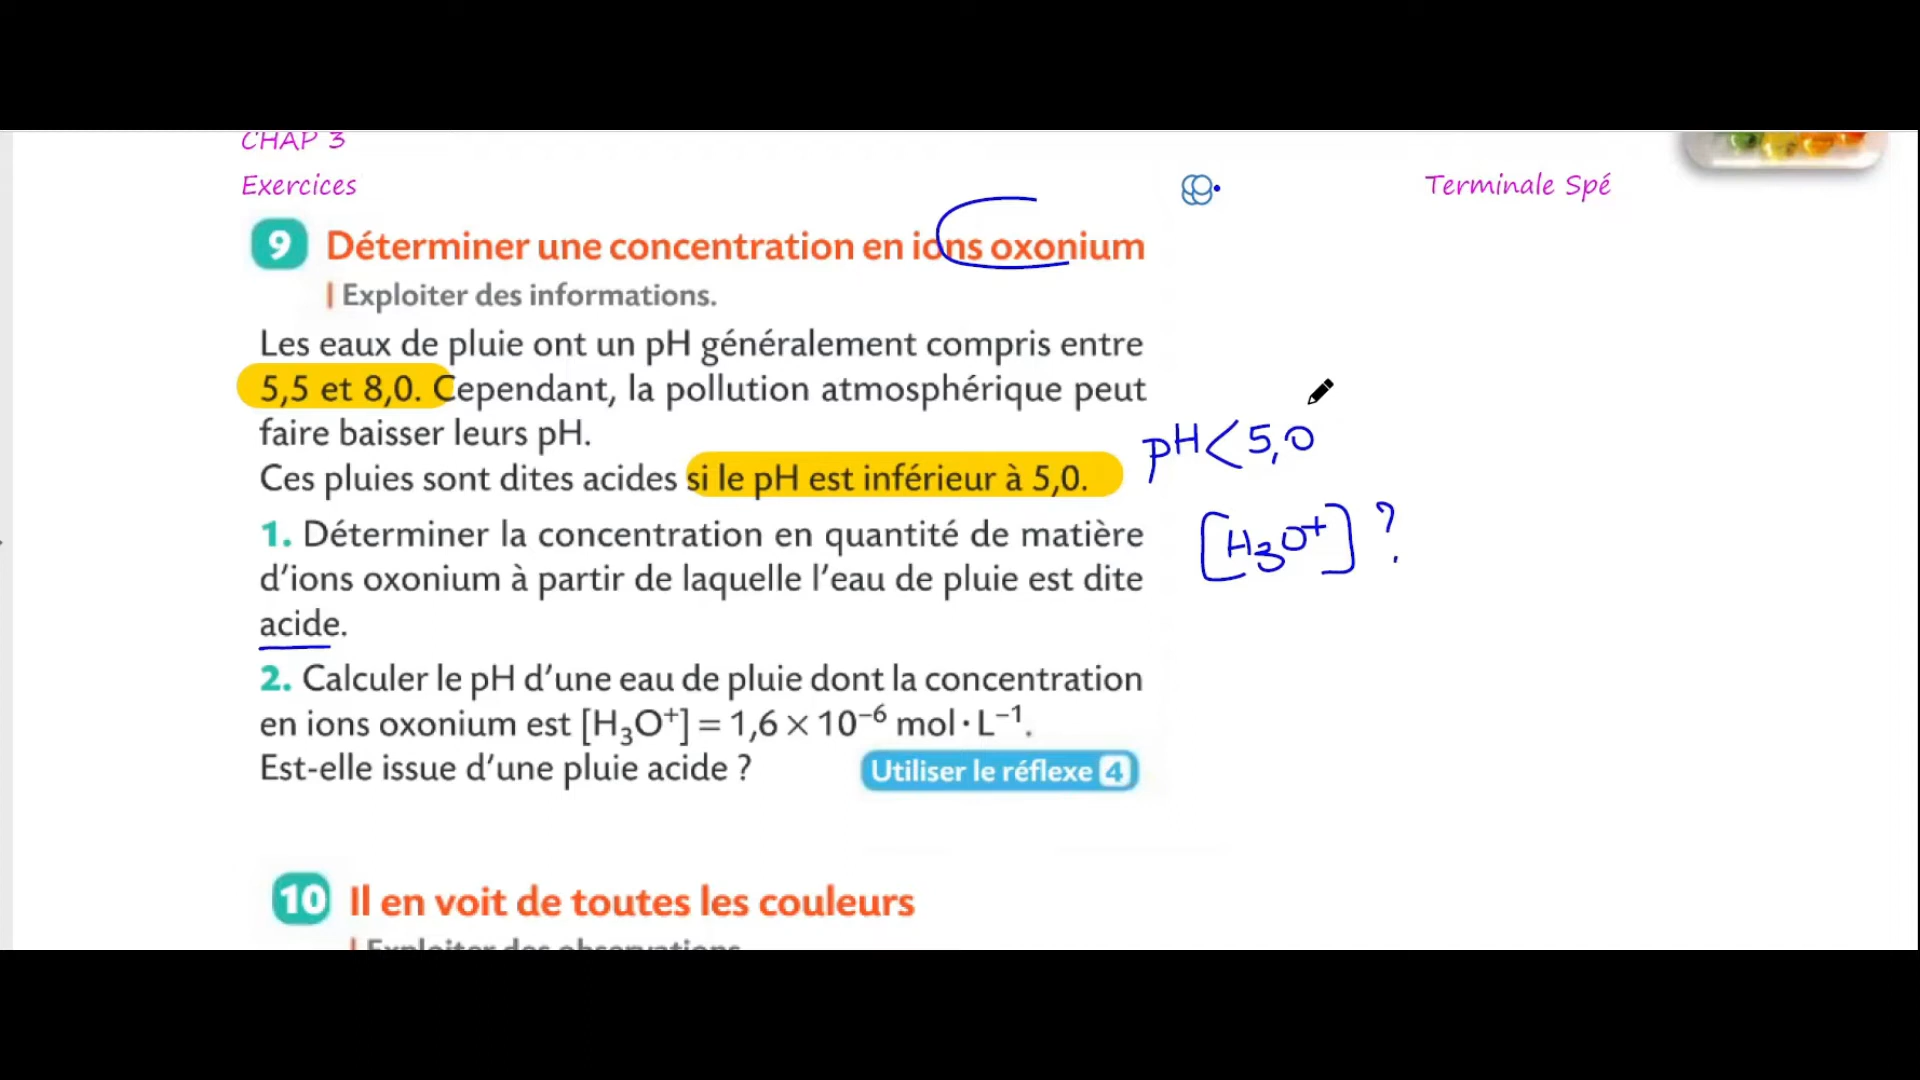 CHAP 3
Exercices
Terminale Spé
9 Déterminer une concentration en ions oxonium
Exploiter des informations.
Les eaux de pluie ont un pH généralement compris entre
5,5 et 8,0. Cependant, la pollution atmosphérique peut
faire baisser leurs pH.
Ces pluies sont dites acides si le pH est inférieur à 5,0.
pH < 5,0
1. Déterminer la concentration en quantité de matière
d’ions oxonium à partir de laquelle l’eau de pluie est dite
acide.
[H3O+] ?
2. Calculer le pH d’une eau de pluie dont la concentration
en ions oxonium est [H₃O⁺] = 1,6 × 10⁻⁶ mol · L⁻¹.
Est-elle issue d’une pluie acide ?
Utiliser le réflexe 4
10 Il en voit de toutes les couleurs
Exploiter des observations